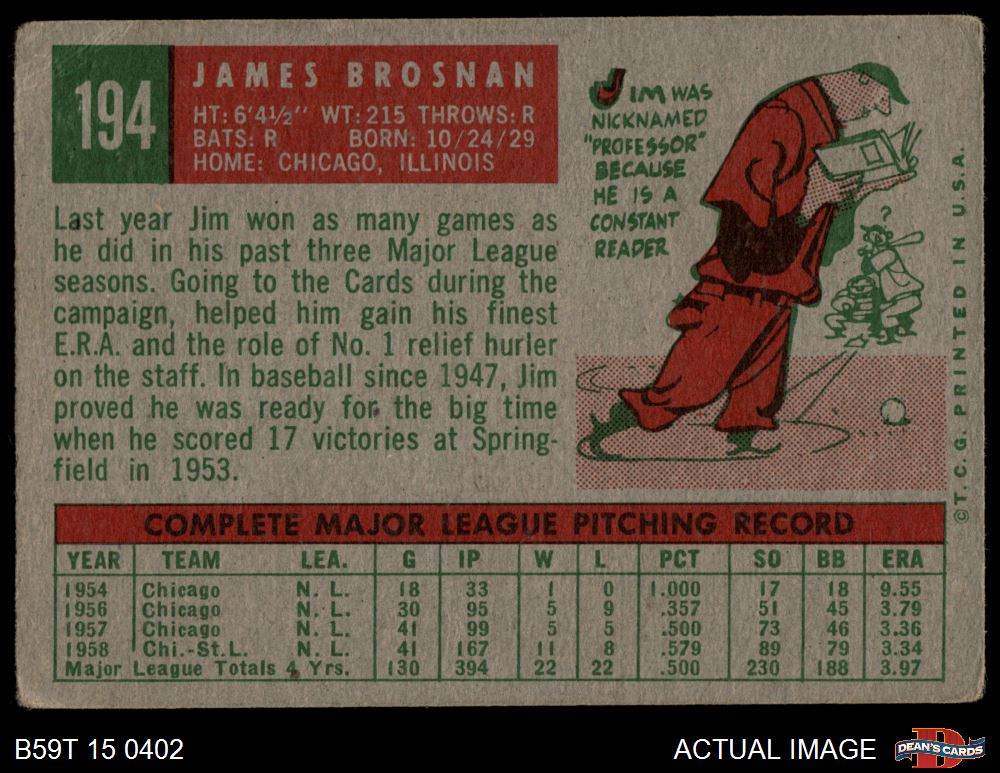 194
JAMES BROSNAN
HT: 6'4½" WT: 215 THROWS: R
BATS: R BORN: 10/24/29
HOME: CHICAGO, ILLINOIS
Last year Jim won as many games as
he did in his past three Major League
seasons. Going to the Cards during the
campaign, helped him gain his finest
E.R.A. and the role of No. 1 relief hurler
on the staff. In baseball since 1947, Jim
proved he was ready for the big time
when he scored 17 victories at Spring-
field in 1953.
JIM WAS
NICKNAMED
"PROFESSOR"
BECAUSE
HE IS A
CONSTANT
READER
?
© T. C. G. PRINTED IN U.S.A.
COMPLETE MAJOR LEAGUE PITCHING RECORD
YEAR TEAM LEA. G IP W L PCT SO BB ERA
1954 Chicago N. L. 18 33 1 0 1.000 17 18 9.55
1956 Chicago N. L. 30 95 5 9 .357 51 45 3.79
1957 Chicago N. L. 41 99 5 5 .500 73 46 3.36
1958 Chi.-St.L. N. L. 41 167 11 8 .579 89 79 3.34
Major League Totals 4 Yrs. 130 394 22 22 .500 230 188 3.97
B59T 15 0402
ACTUAL IMAGE
D
DEAN'S CARDS